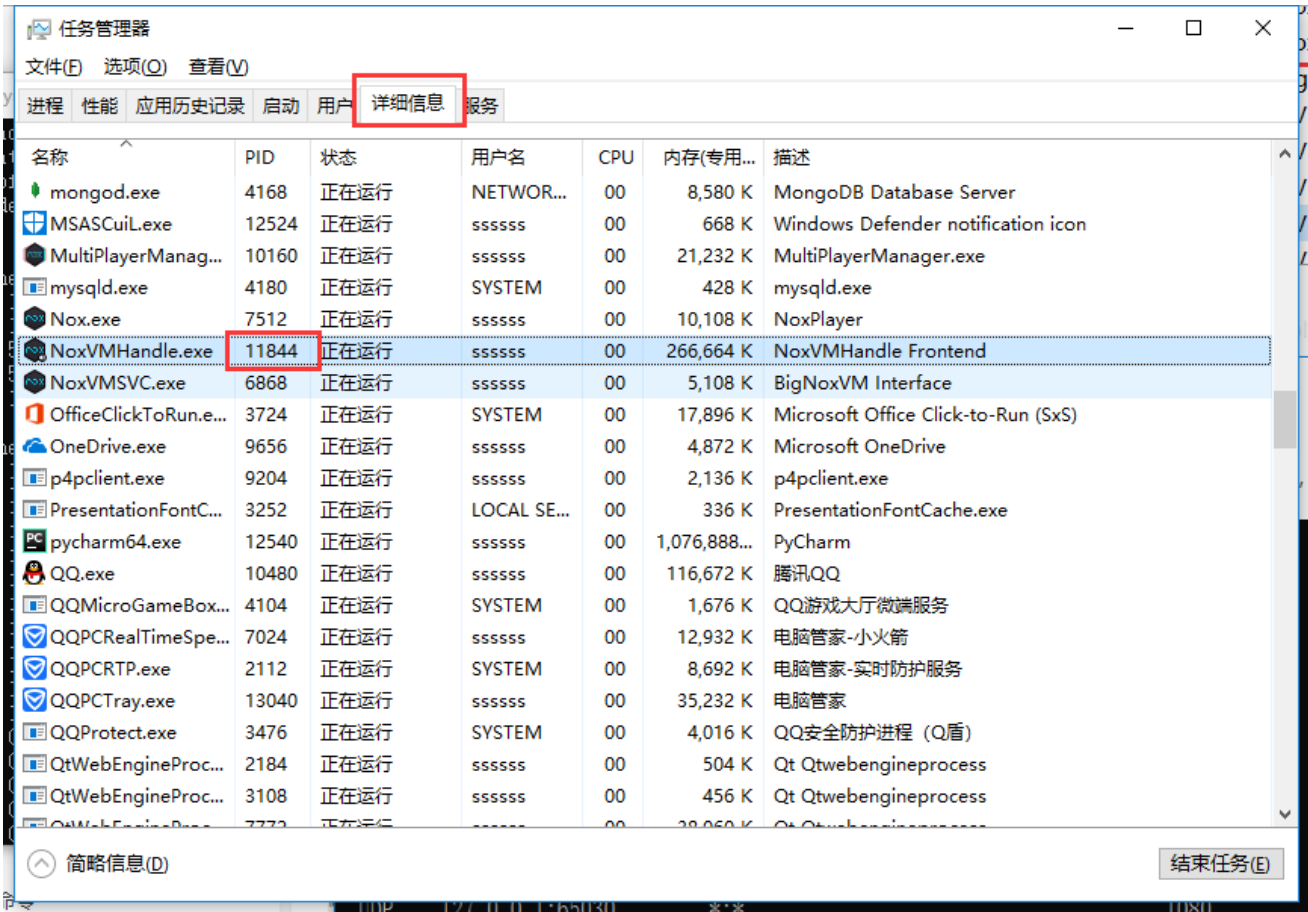 任务管理器
文件(F) 选项(O) 查看(V)
进程 性能 应用历史记录 启动 用户 详细信息 服务
名称 PID 状态 用户名 CPU 内存(专用... 描述
mongod.exe 4168 正在运行 NETWOR... 00 8,580 K MongoDB Database Server
MSASCuiL.exe 12524 正在运行 ssssss 00 668 K Windows Defender notification icon
MultiPlayerManag... 10160 正在运行 ssssss 00 21,232 K MultiPlayerManager.exe
mysqld.exe 4180 正在运行 SYSTEM 00 428 K mysqld.exe
Nox.exe 7512 正在运行 ssssss 00 10,108 K NoxPlayer
NoxVMHandle.exe 11844 正在运行 ssssss 00 266,664 K NoxVMHandle Frontend
NoxVMSVC.exe 6868 正在运行 ssssss 00 5,108 K BigNoxVM Interface
OfficeClickToRun.e... 3724 正在运行 SYSTEM 00 17,896 K Microsoft Office Click-to-Run (SxS)
OneDrive.exe 9656 正在运行 ssssss 00 4,872 K Microsoft OneDrive
p4pclient.exe 9204 正在运行 ssssss 00 2,136 K p4pclient.exe
PresentationFontC... 3252 正在运行 LOCAL SE... 00 336 K PresentationFontCache.exe
pycharm64.exe 12540 正在运行 ssssss 00 1,076,888... PyCharm
QQ.exe 10480 正在运行 ssssss 00 116,672 K 腾讯QQ
QQMicroGameBox... 4104 正在运行 SYSTEM 00 1,676 K QQ游戏大厅微端服务
QQPCRealTimeSpe... 7024 正在运行 ssssss 00 12,932 K 电脑管家-小火箭
QQPCRTP.exe 2112 正在运行 SYSTEM 00 8,692 K 电脑管家-实时防护服务
QQPCTray.exe 13040 正在运行 ssssss 00 35,232 K 电脑管家
QQProtect.exe 3476 正在运行 SYSTEM 00 4,016 K QQ安全防护进程（Q盾）
QtWebEngineProc... 2184 正在运行 ssssss 00 504 K Qt Qtwebengineprocess
QtWebEngineProc... 3108 正在运行 ssssss 00 456 K Qt Qtwebengineprocess
简略信息(D) 结束任务(E)